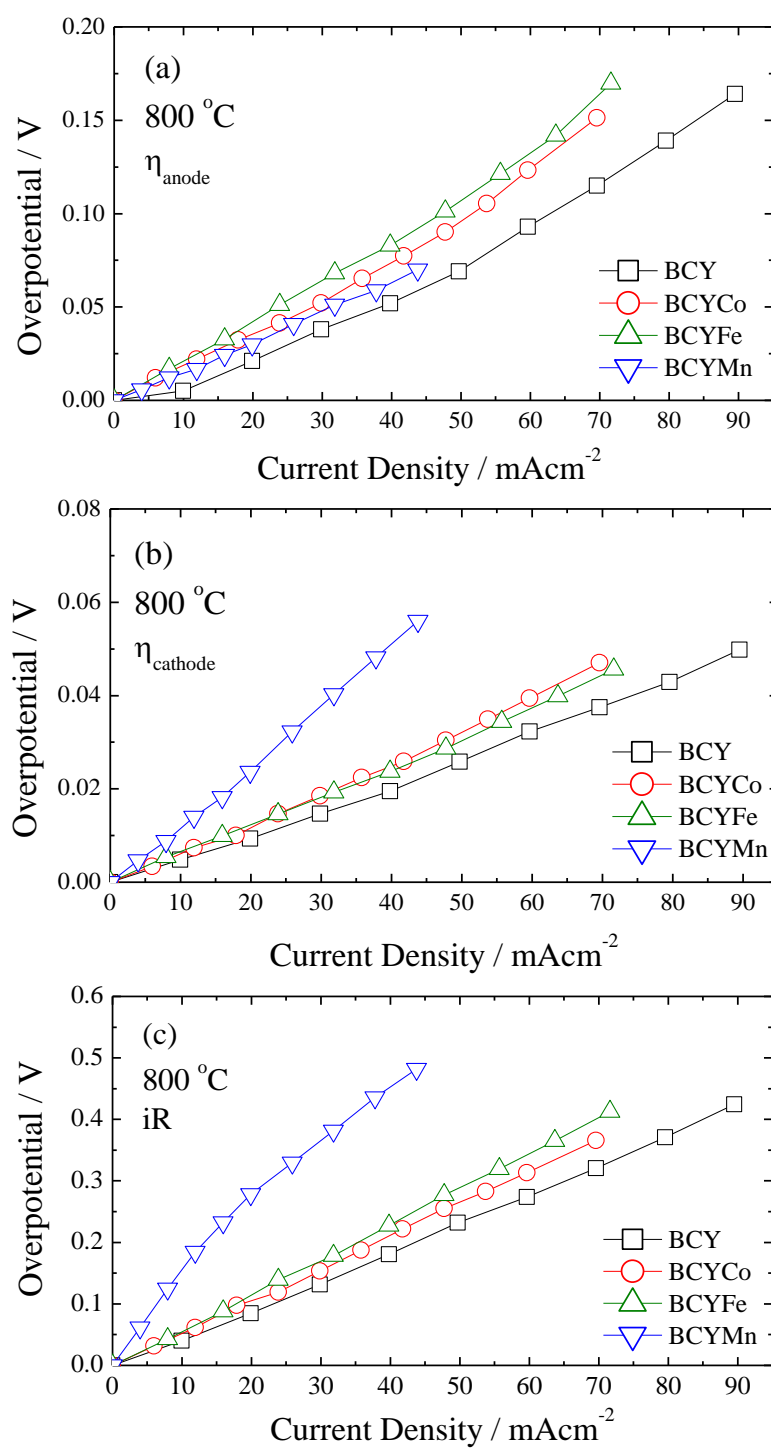 0.20
(a)
800 °C
η_anode
0.15
0.10
0.05
0.00
Overpotential / V
BCY
BCYCo
BCYFe
BCYMn
0 10 20 30 40 50 60 70 80 90
Current Density / mAcm⁻²
0.08
(b)
800 °C
η_cathode
0.06
0.04
0.02
0.00
Overpotential / V
BCY
BCYCo
BCYFe
BCYMn
0 10 20 30 40 50 60 70 80 90
Current Density / mAcm⁻²
0.6
(c)
800 °C
iR
0.5
0.4
0.3
0.2
0.1
0.0
Overpotential / V
BCY
BCYCo
BCYFe
BCYMn
0 10 20 30 40 50 60 70 80 90
Current Density / mAcm⁻²